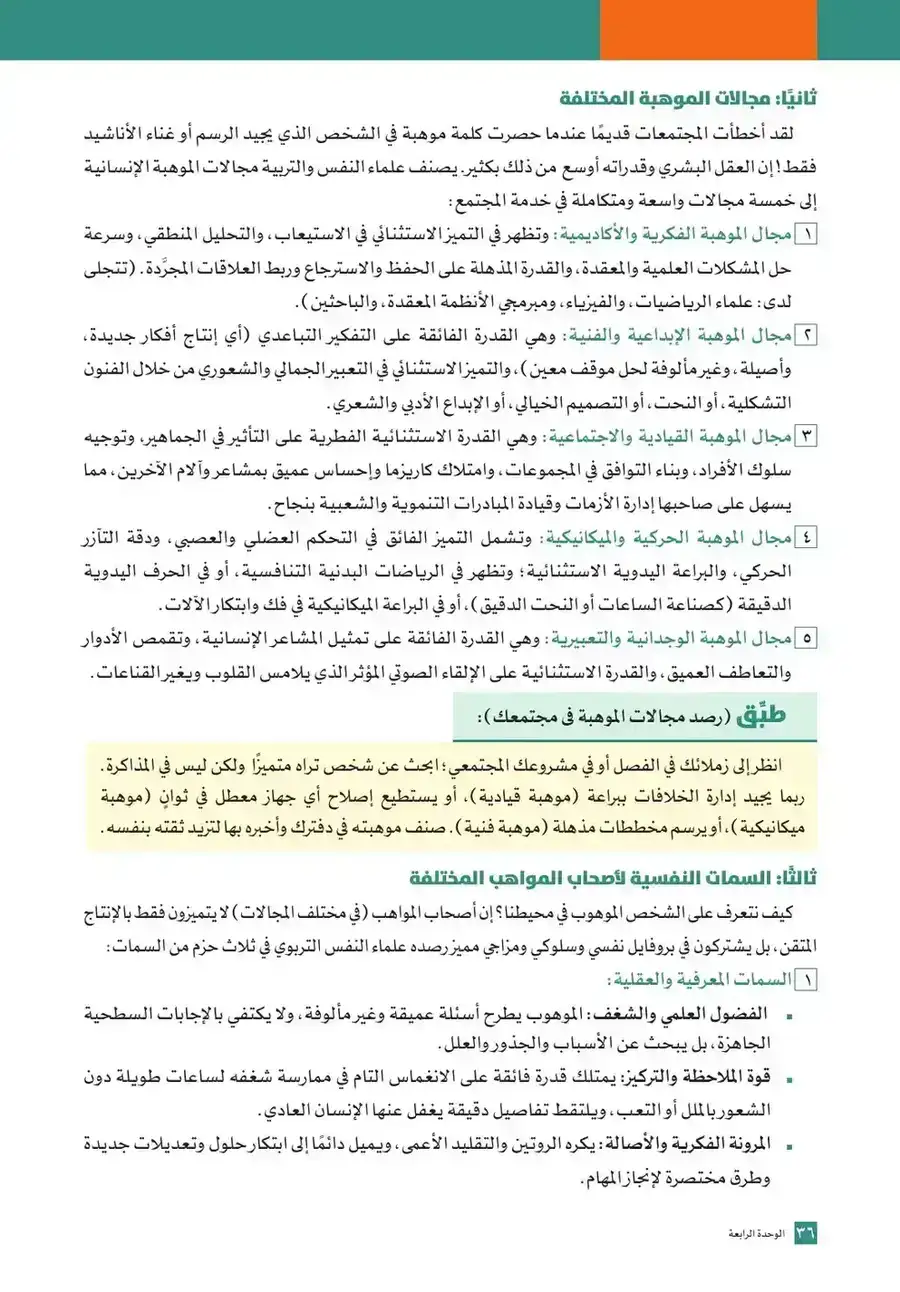 ثانيًا: مجالات الموهبة المختلفة
لقد أخطأت المجتمعات قديمًا عندما حصرت كلمة موهبة في الشخص الذي يجيد الرسم أو غناء الأناشيد
فقط! إن العقل البشري وقدراته أوسع من ذلك بكثير. يصنف علماء النفس والتربية مجالات الموهبة الإنسانية
إلى خمسة مجالات واسعة ومتكاملة في خدمة المجتمع:
١ مجال الموهبة الفكرية والأكاديمية: وتظهر في التميز الاستثنائي في الاستيعاب، والتحليل المنطقي، وسرعة
حل المشكلات العلمية والمعقدة، والقدرة المذهلة على الحفظ والاسترجاع وربط العلاقات المجرَّدة. (تتجلى
لدى: علماء الرياضيات، والفيزياء، ومبرمجي الأنظمة المعقدة، والباحثين).
٢ مجال الموهبة الإبداعية والفنية: وهي القدرة الفائقة على التفكير التباعدي (أي إنتاج أفكار جديدة،
وأصيلة، وغير مألوفة لحل موقف معين)، والتميز الاستثنائي في التعبير الجمالي والشعوري من خلال الفنون
التشكلية، أو النحت، أو التصميم الخيالي، أو الإبداع الأدبي والشعري.
٣ مجال الموهبة القيادية والاجتماعية: وهي القدرة الاستثنائية الفطرية على التأثير في الجماهير، وتوجيه
سلوك الأفراد، وبناء التوافق في المجموعات، وامتلاك كاريزما وإحساس عميق بمشاعر وآلام الآخرين، مما
يسهل على صاحبها إدارة الأزمات وقيادة المبادرات التنموية والشعبية بنجاح.
٤ مجال الموهبة الحركية والميكانيكية: وتشمل التميز الفائق في التحكم العضلي والعصبي، ودقة التآزر
الحركي، والبراعة اليدوية الاستثنائية؛ وتظهر في الرياضات البدنية التنافسية، أو في الحرف اليدوية
الدقيقة (كصناعة الساعات أو النحت الدقيق)، أو في البراعة الميكانيكية في فك وابتكار الآلات.
٥ مجال الموهبة الوجدانية والتعبيرية: وهي القدرة الفائقة على تمثيل المشاعر الإنسانية، وتقمص الأدوار
والتعاطف العميق، والقدرة الاستثنائية على الإلقاء الصوتي المؤثر الذي يلامس القلوب ويغير القناعات.
طبِّق (رصد مجالات الموهبة في مجتمعك):
انظر إلى زملائك في الفصل أو في مشروعك المجتمعي؛ ابحث عن شخص تراه متميزًا ولكن ليس في المذاكرة.
ربما يجيد إدارة الخلافات ببراعة (موهبة قيادية)، أو يستطيع إصلاح أي جهاز معطل في ثوانٍ (موهبة
ميكانيكية)، أو يرسم مخططات مذهلة (موهبة فنية). صنف موهبته في دفترك وأخبره بها لتزيد ثقته بنفسه.
ثالثًا: السمات النفسية لأصحاب المواهب المختلفة
كيف نتعرف على الشخص الموهوب في محيطنا؟ إن أصحاب المواهب (في مختلف المجالات) لا يتميزون فقط بالإنتاج
المتقن، بل يشتركون في بروفايل نفسي وسلوكي ومزاجي مميز رصده علماء النفس التربوي في ثلاث حزم من السمات:
١ السمات المعرفية والعقلية:
▪ الفضول العلمي والشغف: الموهوب يطرح أسئلة عميقة وغير مألوفة، ولا يكتفي بالإجابات السطحية
الجاهزة، بل يبحث عن الأسباب والجذور والعلل.
▪ قوة الملاحظة والتركيز: يمتلك قدرة فائقة على الانغماس التام في ممارسة شغفه لساعات طويلة دون
الشعور بالملل أو التعب، ويلتقط تفاصيل دقيقة يغفل عنها الإنسان العادي.
▪ المرونة الفكرية والأصالة: يكره الروتين والتقليد الأعمى، ويميل دائمًا إلى ابتكار حلول وتعديلات جديدة
وطرق مختصرة لإنجاز المهام.
٣٦ الوحدة الرابعة